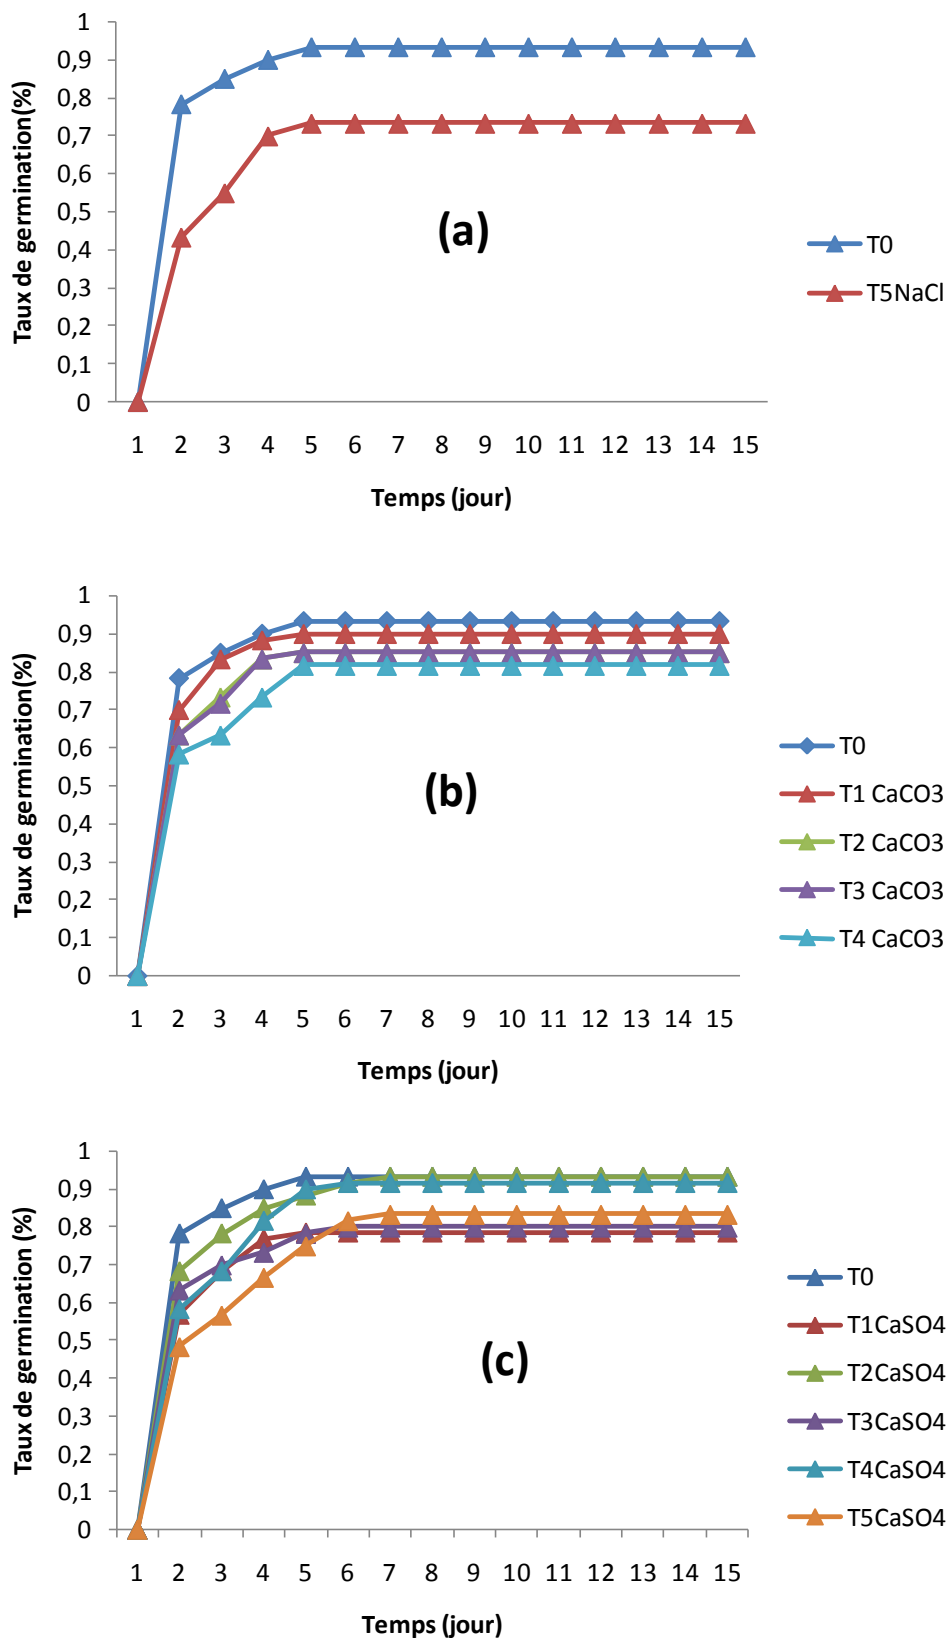 1
0,9
0,8
0,7
0,6
0,5
0,4
0,3
0,2
0,1
0
Taux de germination(%)
(a)
T0
T5NaCl
1 2 3 4 5 6 7 8 9 10 11 12 13 14 15
Temps (jour)
1
0,9
0,8
0,7
0,6
0,5
0,4
0,3
0,2
0,1
0
Taux de germination(%)
(b)
T0
T1 CaCO3
T2 CaCO3
T3 CaCO3
T4 CaCO3
1 2 3 4 5 6 7 8 9 10 11 12 13 14 15
Temps (jour)
1
0,9
0,8
0,7
0,6
0,5
0,4
0,3
0,2
0,1
0
Taux de germination (%)
(c)
T0
T1CaSO4
T2CaSO4
T3CaSO4
T4CaSO4
T5CaSO4
1 2 3 4 5 6 7 8 9 10 11 12 13 14 15
Temps (jour)